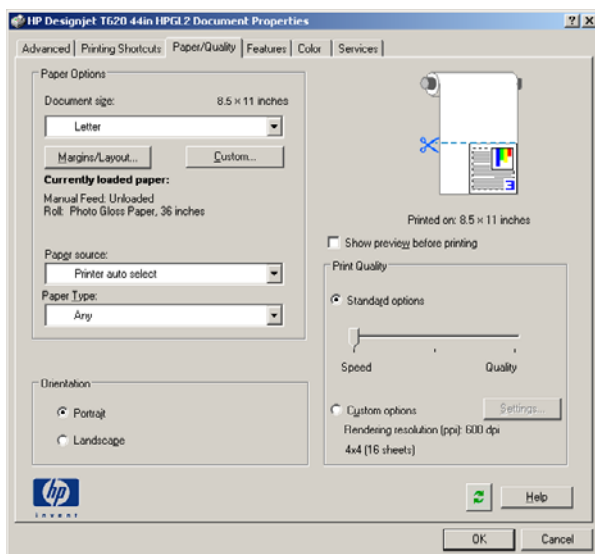 HP Designjet T620 44in HPGL2 Document Properties
Advanced
Printing Shortcuts
Paper/Quality
Features
Color
Services
Paper Options
Document size:
8.5 × 11 inches
Letter
Margins/Layout...
Custom...
Currently loaded paper:
Manual Feed: Unloaded
Roll: Photo Gloss Paper, 36 inches
Paper source:
Printer auto select
Paper Type:
Any
Orientation
Portrait
Landscape
3
Printed on: 8.5 × 11 inches
Show preview before printing
Print Quality
Standard options
Speed
Quality
Custom options
Settings...
Rendering resolution (ppi): 600 dpi
4x4 (16 sheets)
hp
invent
Help
OK
Cancel